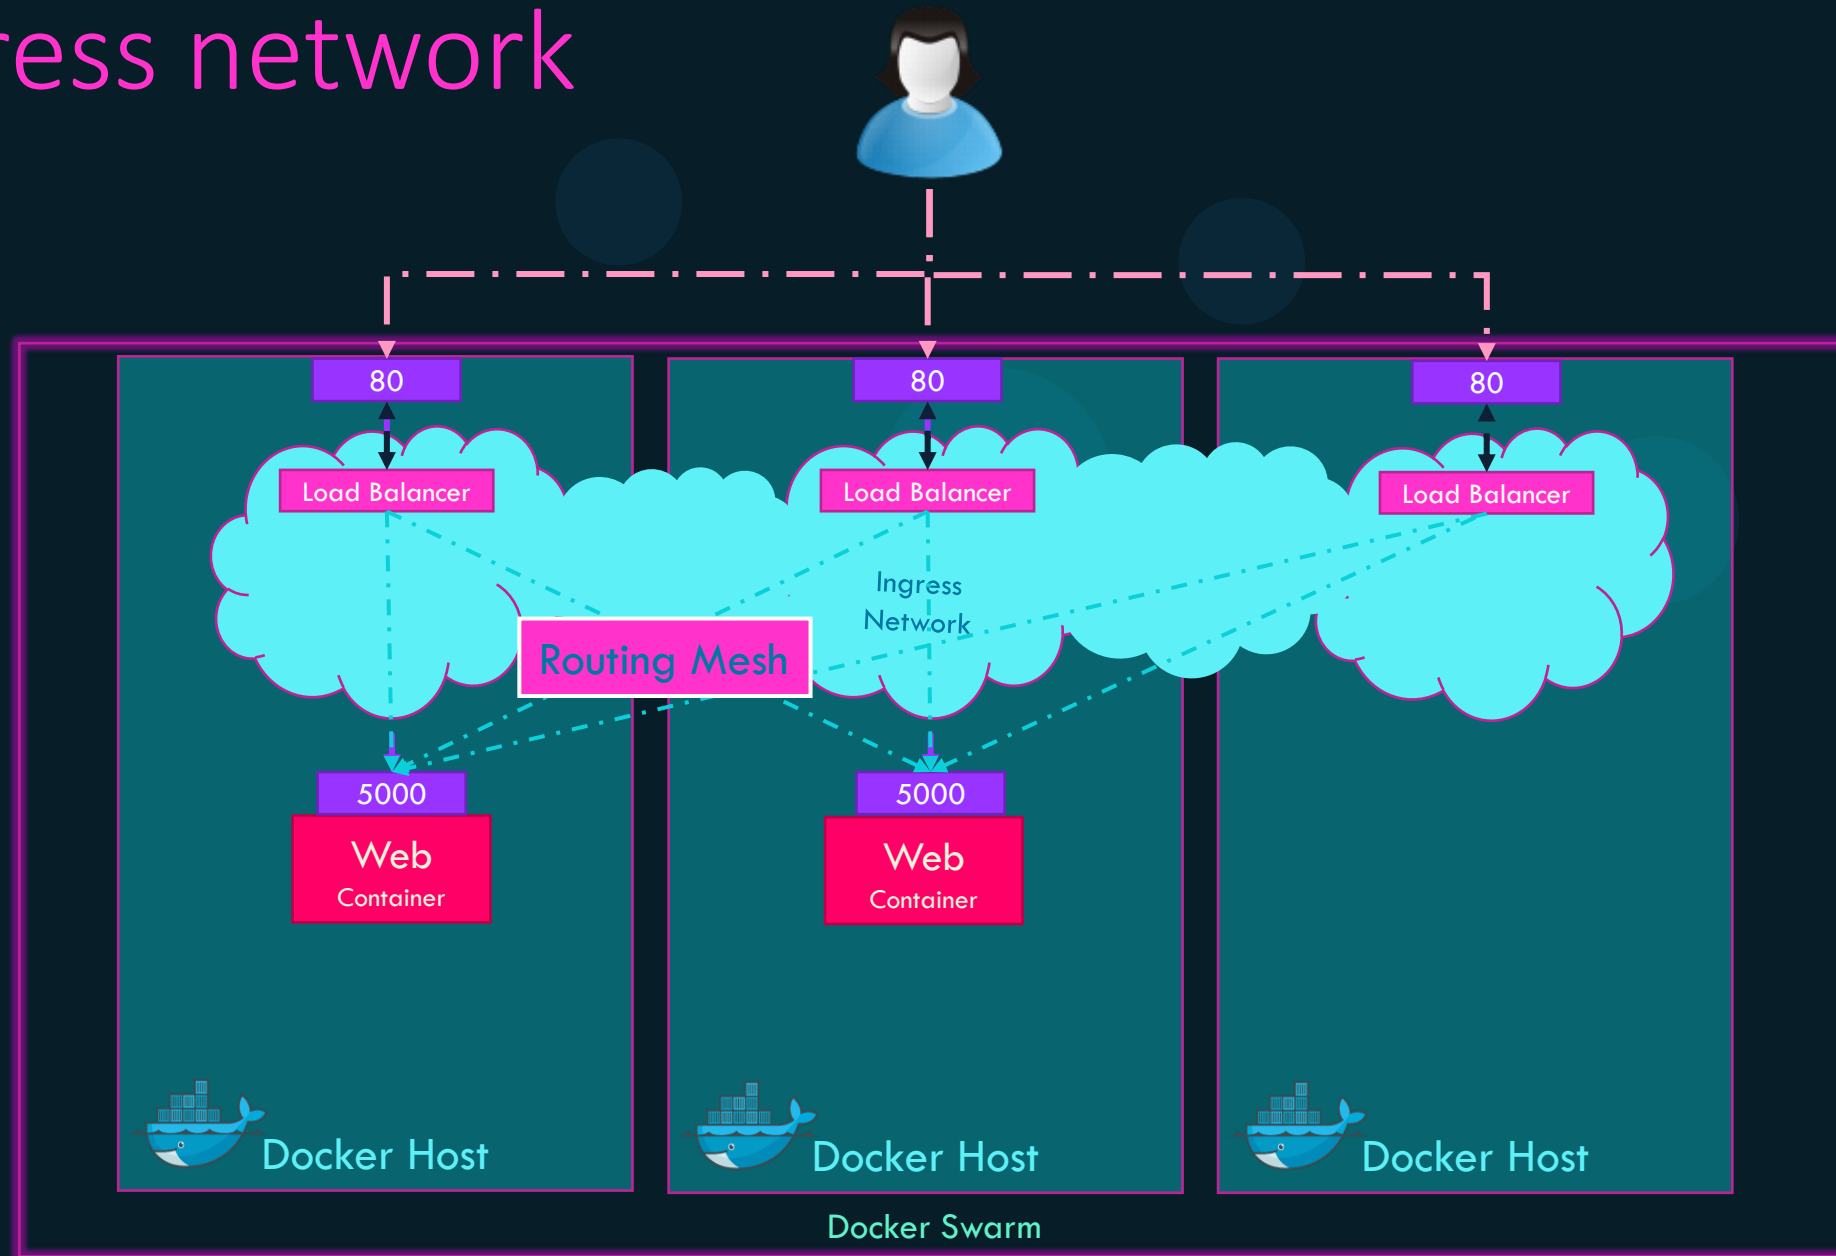 ress network
80
80
80
Load Balancer
Load Balancer
Load Balancer
Ingress
Network
Routing Mesh
5000
5000
Web
Container
Web
Container
Docker Host
Docker Host
Docker Host
Docker Swarm